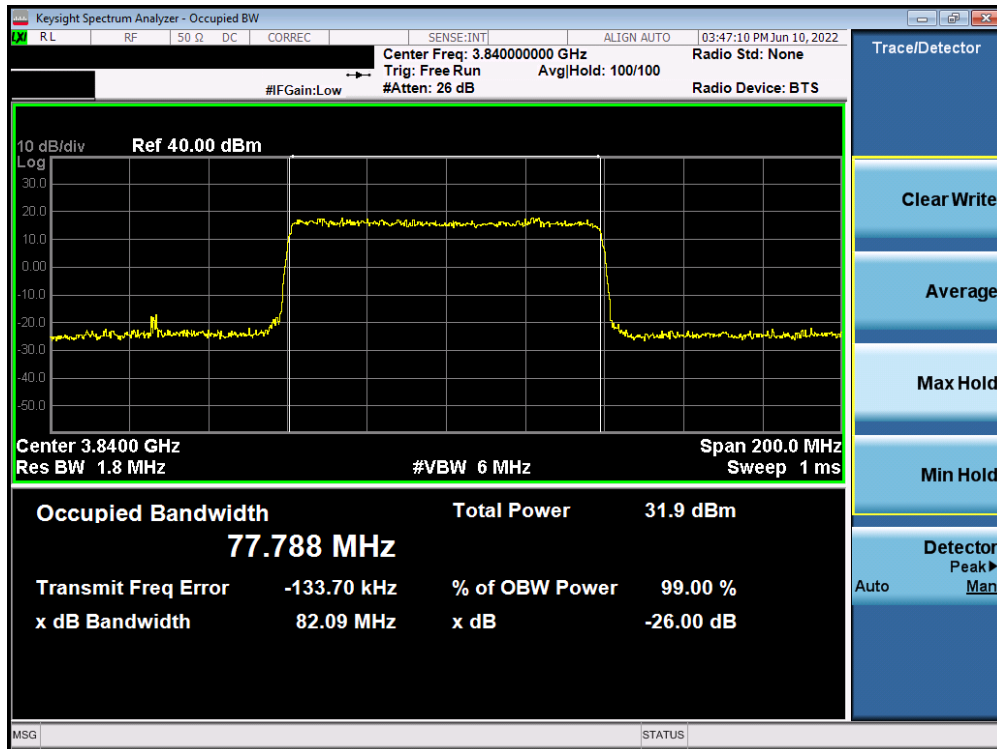 Keysight Spectrum Analyzer - Occupied BW
LXI RL RF 50 Ω DC CORREC SENSE:INT ALIGN AUTO 03:47:10 PM Jun 10, 2022
Center Freq: 3.840000000 GHz Radio Std: None
Trig: Free Run Avg|Hold: 100/100
#IFGain:Low #Atten: 26 dB Radio Device: BTS
10 dB/div Ref 40.00 dBm
Log
30.0
20.0
10.0
0.00
-10.0
-20.0
-30.0
-40.0
-50.0
Center 3.8400 GHz Span 200.0 MHz
Res BW 1.8 MHz #VBW 6 MHz Sweep 1 ms
Occupied Bandwidth Total Power 31.9 dBm
77.788 MHz
Transmit Freq Error -133.70 kHz % of OBW Power 99.00 %
x dB Bandwidth 82.09 MHz x dB -26.00 dB
MSG STATUS
Trace/Detector
Clear Write
Average
Max Hold
Min Hold
Detector
Peak▶
Auto Man